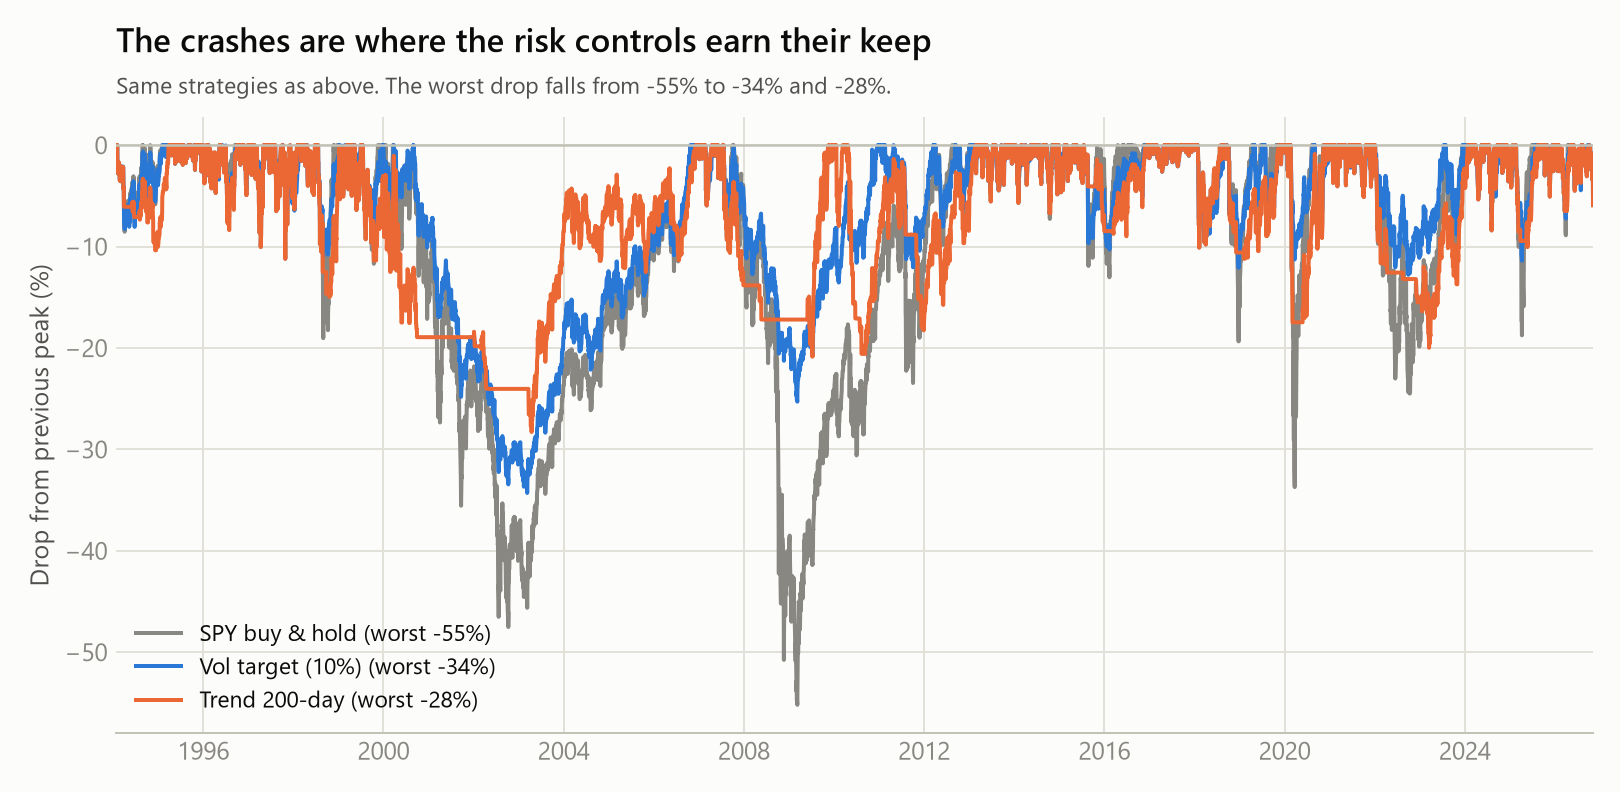 The crashes are where the risk controls earn their keep
Same strategies as above. The worst drop falls from -55% to -34% and -28%.
Drop from previous peak (%)
0
−10
−20
−30
−40
−50
SPY buy & hold (worst -55%)
Vol target (10%) (worst -34%)
Trend 200-day (worst -28%)
1996 2000 2004 2008 2012 2016 2020 2024